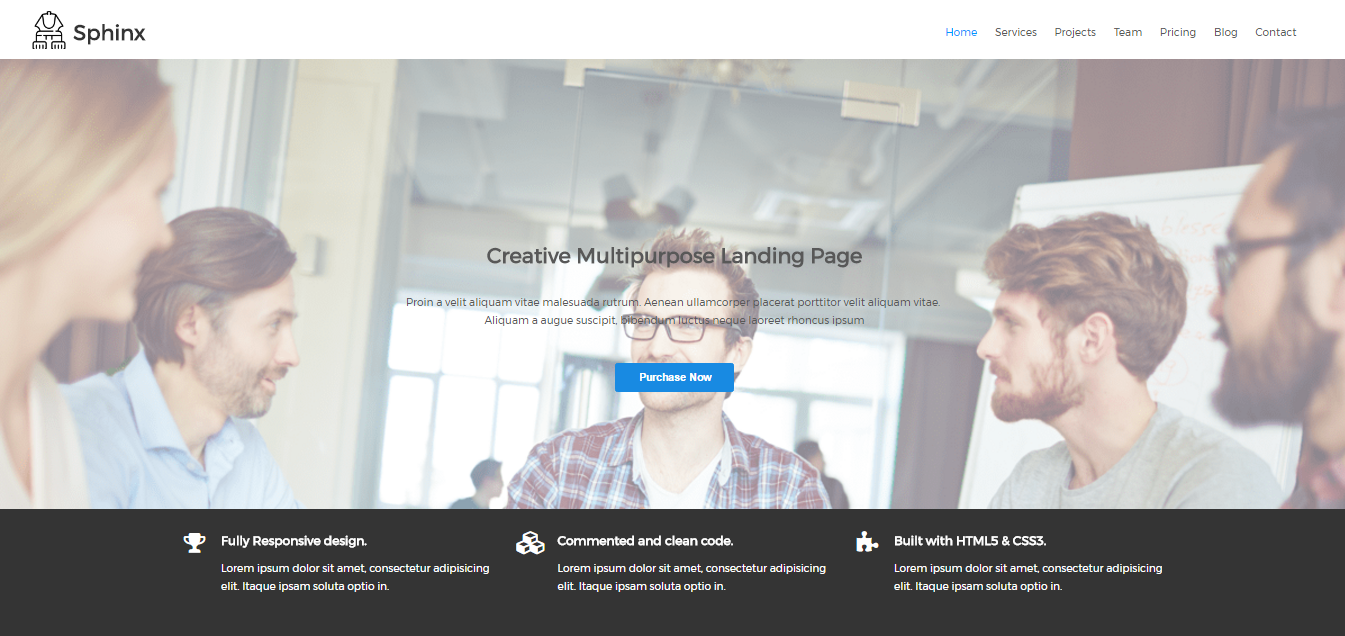 Sphinx
Home Services Projects Team Pricing Blog Contact
Creative Multipurpose Landing Page
Proin a velit aliquam vitae malesuada rutrum. Aenean ullamcorper placerat porttitor velit aliquam vitae.
Aliquam a augue suscipit, bibendum luctus neque laoreet rhoncus ipsum
Purchase Now
Fully Responsive design.
Lorem ipsum dolor sit amet, consectetur adipisicing
elit. Itaque ipsam soluta optio in.
Commented and clean code.
Lorem ipsum dolor sit amet, consectetur adipisicing
elit. Itaque ipsam soluta optio in.
Built with HTML5 & CSS3.
Lorem ipsum dolor sit amet, consectetur adipisicing
elit. Itaque ipsam soluta optio in.